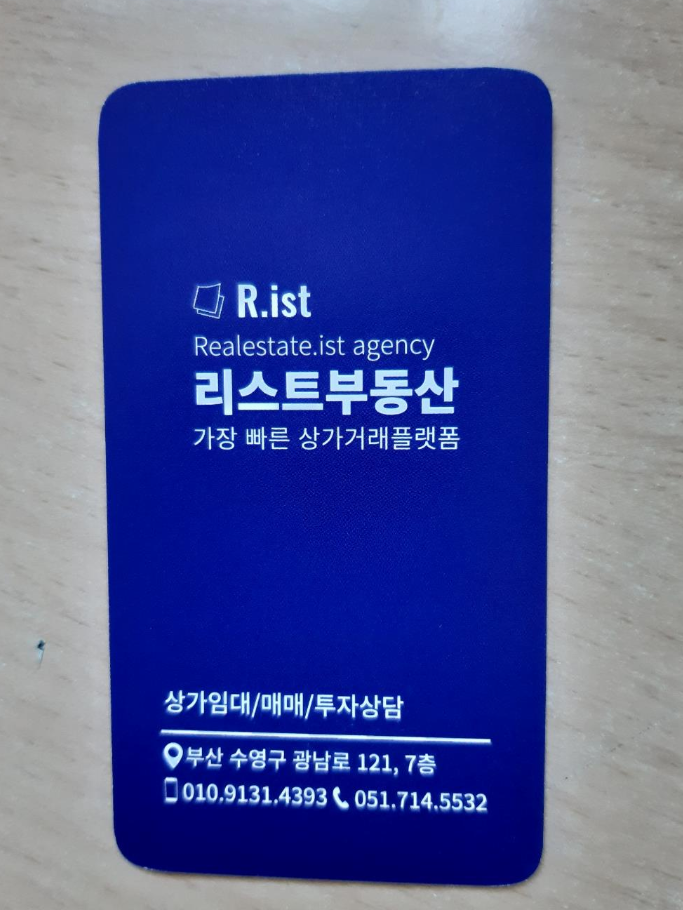 R.ist
Realestate.ist agency
리스트부동산
가장 빠른 상가거래플랫폼
상가임대/매매/투자상담
부산 수영구 광남로 121, 7층
010.9131.4393 051.714.5532